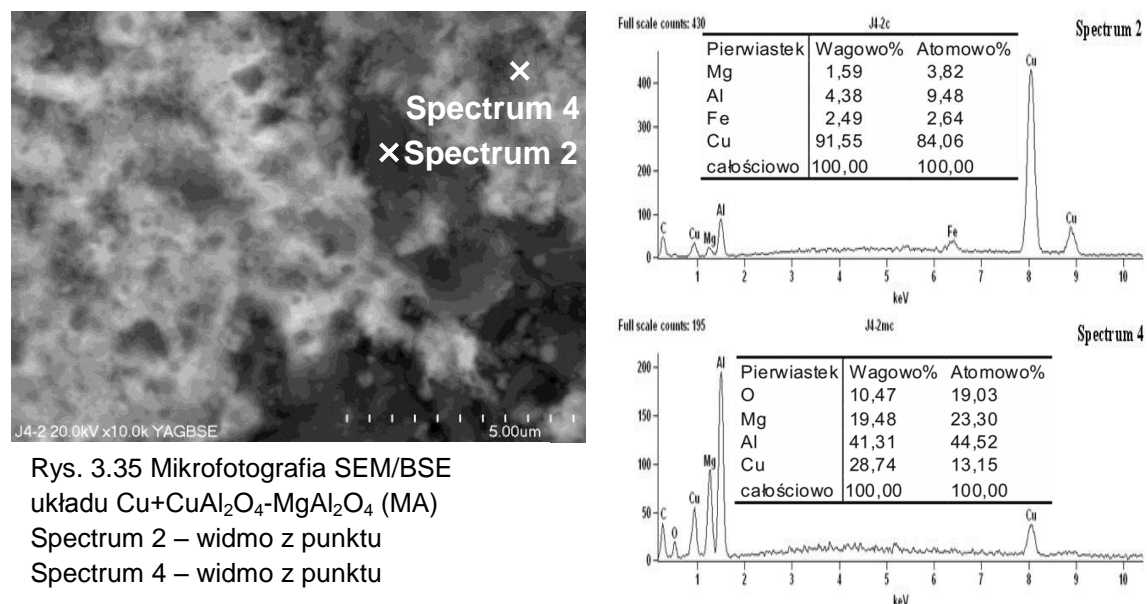 Spectrum 4
Spectrum 2
J4-2 20.0kV x10.0k YAGBSE 5.00um
Rys. 3.35 Mikrofotografia SEM/BSE
układu Cu+CuAl₂O₄-MgAl₂O₄ (MA)
Spectrum 2 – widmo z punktu
Spectrum 4 – widmo z punktu
Full scale counts: 430 J4-2c Spectrum 2
Pierwiastek Wagowo% Atomowo%
Mg 1,59 3,82
Al 4,38 9,48
Fe 2,49 2,64
Cu 91,55 84,06
całościowo 100,00 100,00
400
300
200
100
0
C Cu Mg Al Fe Cu Cu
1 2 3 4 5 6 7 8 9 10
keV
Full scale counts: 195 J4-2mc Spectrum 4
Pierwiastek Wagowo% Atomowo%
O 10,47 19,03
Mg 19,48 23,30
Al 41,31 44,52
Cu 28,74 13,15
całościowo 100,00 100,00
200
150
100
50
0
C O Cu Mg Al Cu
1 2 3 4 5 6 7 8 9 10
keV